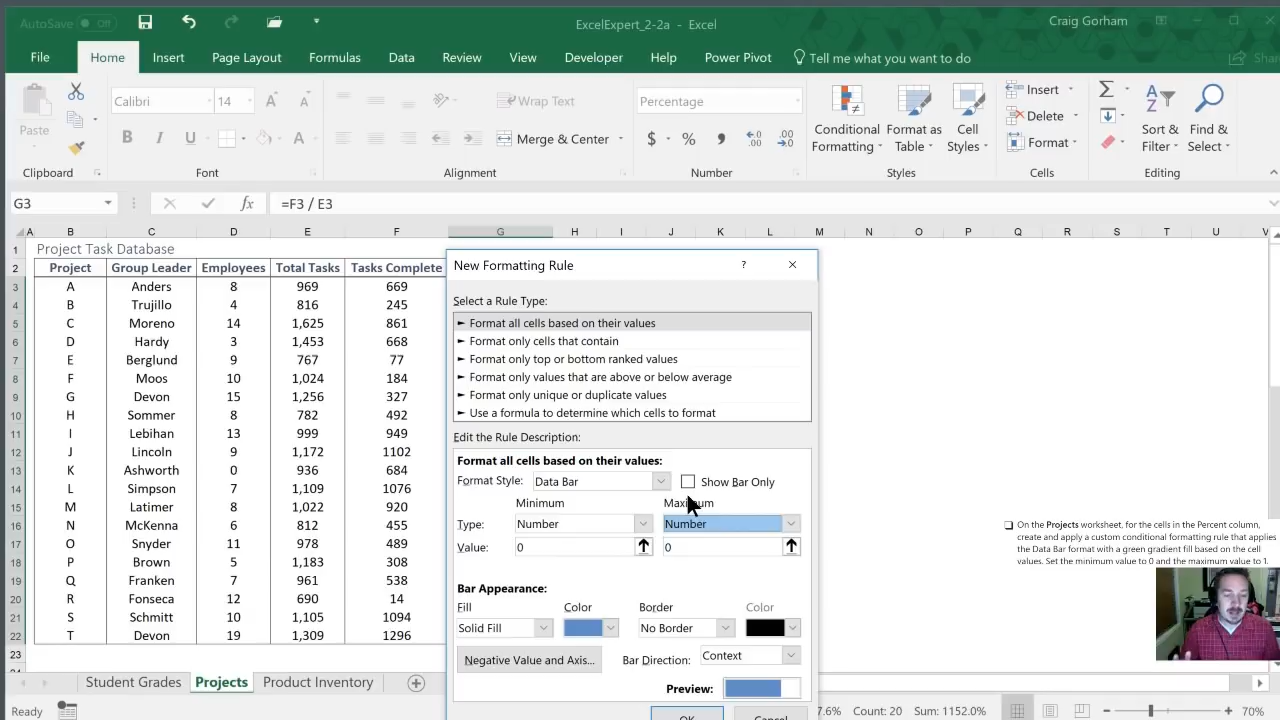 AutoSave Off
ExcelExpert_2-2a - Excel
Craig Gorham
File Home Insert Page Layout Formulas Data Review View Developer Help Power Pivot Tell me what you want to do
Calibri 14 Wrap Text Percentage Insert
Paste B I U A Merge & Center $ % Conditional Formatting Format as Table Cell Styles Delete Format Sort & Filter Find & Select
Clipboard Font Alignment Number Styles Cells Editing
G3 fx =F3 / E3
A B C D E F G H I J K L M N O P Q R S T U V
1 Project Task Database
2 Project Group Leader Employees Total Tasks Tasks Complete
3 A Anders 8 969 669
4 B Trujillo 4 816 245
5 C Moreno 14 1,625 861
6 D Hardy 3 1,453 668
7 E Berglund 9 767 77
8 F Moos 10 1,024 184
9 G Devon 15 1,256 327
10 H Sommer 8 782 492
11 I Lebihan 13 999 949
12 J Lincoln 9 1,172 1102
13 K Ashworth 0 936 684
14 L Simpson 7 1,109 1076
15 M Latimer 8 1,022 920
16 N McKenna 6 812 455
17 O Snyder 11 978 489
18 P Brown 5 1,183 308
19 Q Franken 7 961 538
20 R Fonseca 12 690 14
21 S Schmitt 10 1,105 1094
22 T Devon 19 1,309 1296
23
New Formatting Rule ?
Select a Rule Type:
► Format all cells based on their values
► Format only cells that contain
► Format only top or bottom ranked values
► Format only values that are above or below average
► Format only unique or duplicate values
► Use a formula to determine which cells to format
Edit the Rule Description:
Format all cells based on their values:
Format Style: Data Bar Show Bar Only
Minimum Maximum
Type: Number Number
Value: 0 0
Bar Appearance:
Fill Color Border Color
Solid Fill No Border
Negative Value and Axis... Bar Direction: Context
Preview:
OK Cancel
On the Projects worksheet, for the cells in the Percent column,
create and apply a custom conditional formatting rule that applies
the Data Bar format with a green gradient fill based on the cell
values. Set the minimum value to 0 and the maximum value to 1.
Student Grades Projects Product Inventory
Ready 7.6% Count: 20 Sum: 1152.0% 70%